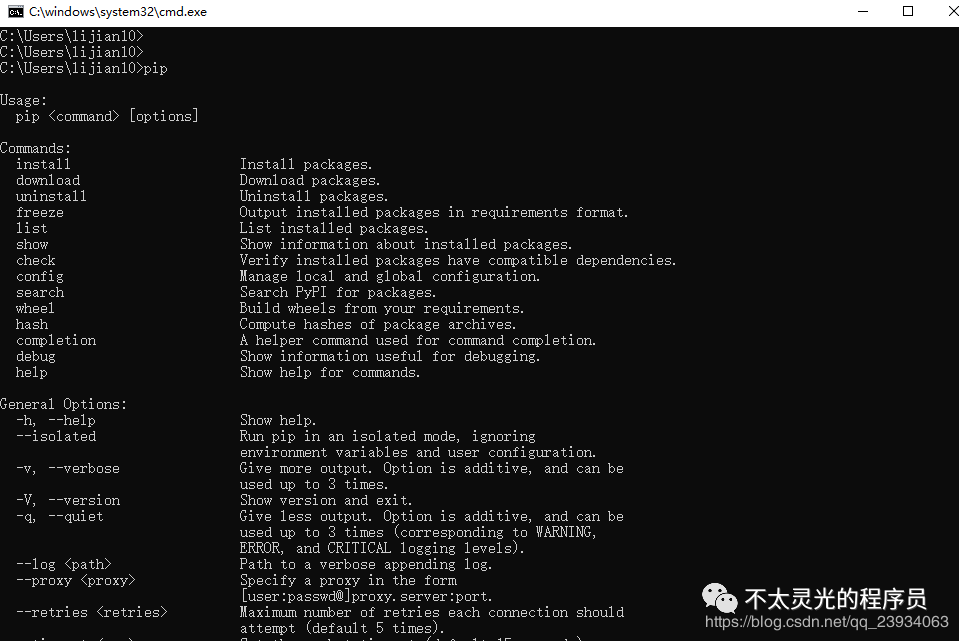 C:\windows\system32\cmd.exe
C:\Users\lijian10>
C:\Users\lijian10>
C:\Users\lijian10>pip
Usage:
pip <command> [options]
Commands:
install Install packages.
download Download packages.
uninstall Uninstall packages.
freeze Output installed packages in requirements format.
list List installed packages.
show Show information about installed packages.
check Verify installed packages have compatible dependencies.
config Manage local and global configuration.
search Search PyPI for packages.
wheel Build wheels from your requirements.
hash Compute hashes of package archives.
completion A helper command used for command completion.
debug Show information useful for debugging.
help Show help for commands.
General Options:
-h, --help Show help.
--isolated Run pip in an isolated mode, ignoring
environment variables and user configuration.
-v, --verbose Give more output. Option is additive, and can be
used up to 3 times.
-V, --version Show version and exit.
-q, --quiet Give less output. Option is additive, and can be
used up to 3 times (corresponding to WARNING,
ERROR, and CRITICAL logging levels).
--log <path> Path to a verbose appending log.
--proxy <proxy> Specify a proxy in the form
[user:passwd@]proxy.server:port.
--retries <retries> Maximum number of retries each connection should
attempt (default 5 times).
不太灵光的程序员
https://blog.csdn.net/qq_23934063